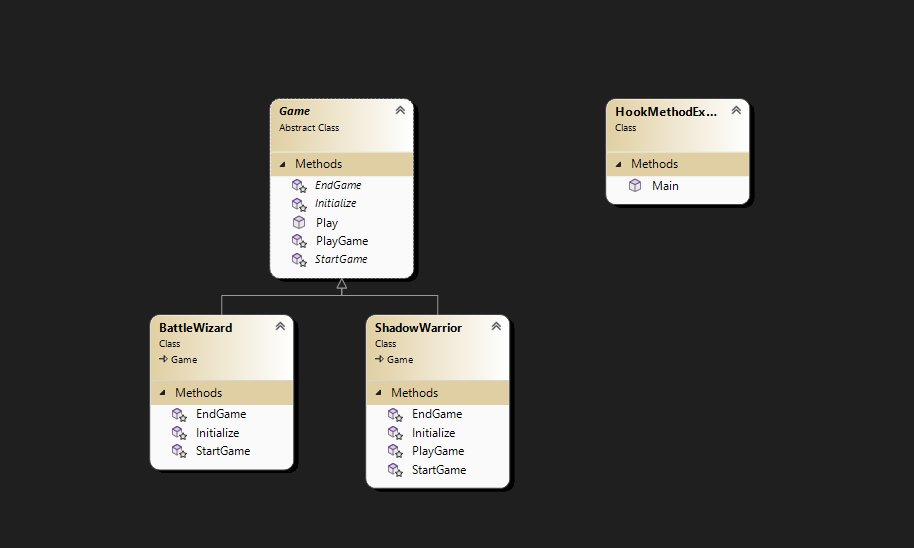 Game
Abstract Class
Methods
EndGame
Initialize
Play
PlayGame
StartGame
HookMethodEx...
Class
Methods
Main
BattleWizard
Class
Game
Methods
EndGame
Initialize
StartGame
ShadowWarrior
Class
Game
Methods
EndGame
Initialize
PlayGame
StartGame